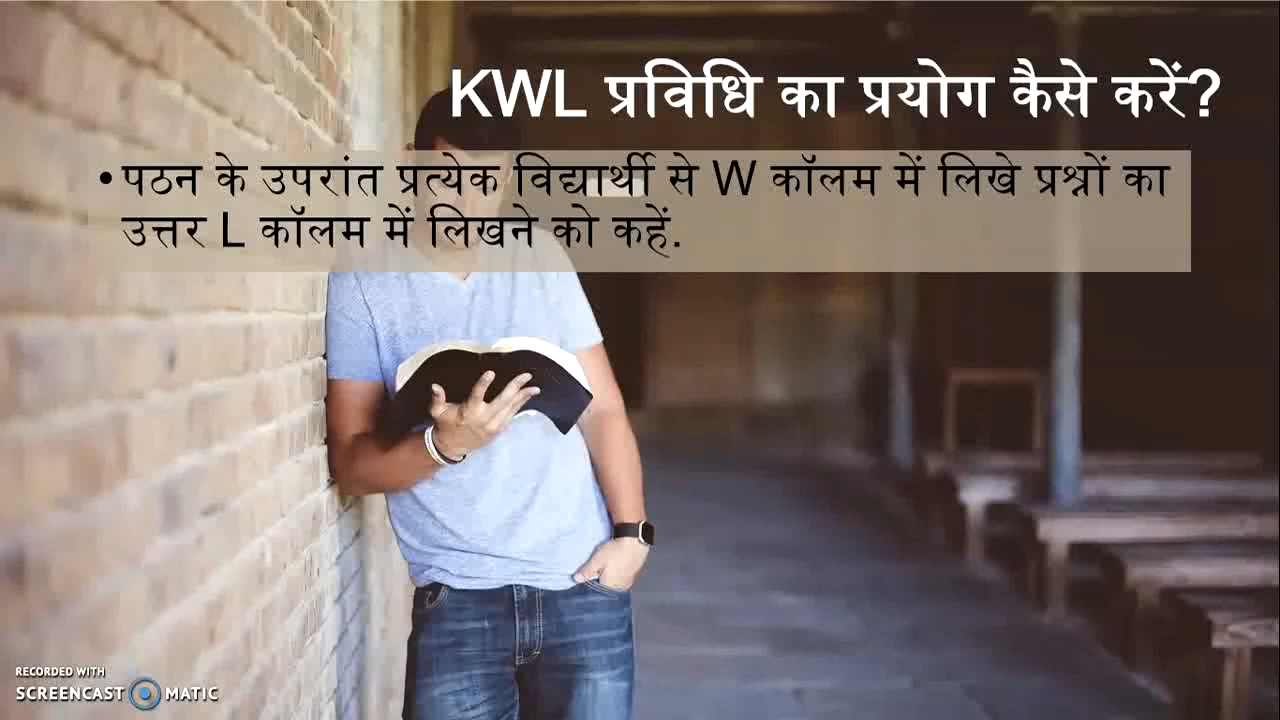 KWL प्रविधि का प्रयोग कैसे करें?
• पठन के उपरांत प्रत्येक विद्यार्थी से W कॉलम में लिखे प्रश्नों का
उत्तर L कॉलम में लिखने को कहें.
RECORDED WITH
SCREENCAST MATIC